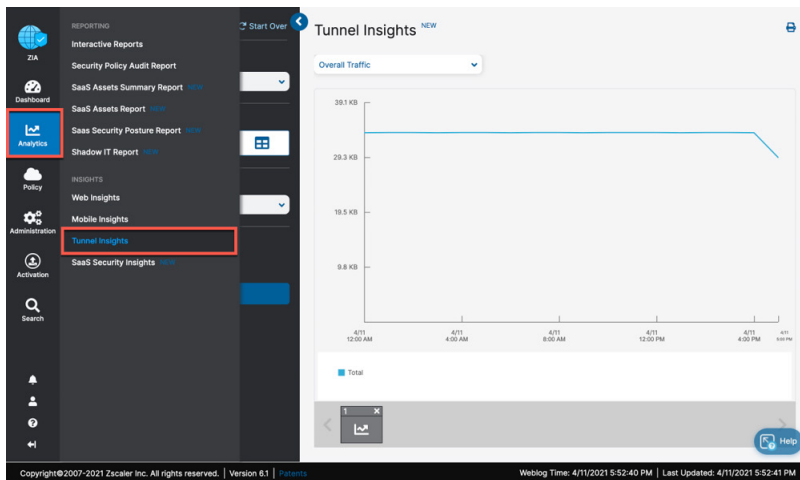 ZIA
Dashboard
Analytics
Policy
Administration
Activation
Search
REPORTING
Interactive Reports
Security Policy Audit Report
SaaS Assets Summary Report NEW
SaaS Assets Report NEW
Saas Security Posture Report NEW
Shadow IT Report NEW
INSIGHTS
Web Insights
Mobile Insights
Tunnel Insights
SaaS Security Insights NEW
Start Over
Tunnel Insights NEW
Overall Traffic
39.1 KB
29.3 KB
19.5 KB
9.8 KB
4/11 4/11 4/11 4/11 4/11 4/11
12:00 AM 4:00 AM 8:00 AM 12:00 PM 4:00 PM
Total
1 X
Help
Copyright©2007-2021 Zscaler Inc. All rights reserved. | Version 6.1 | Patents
Weblog Time: 4/11/2021 5:52:40 PM | Last Updated: 4/11/2021 5:52:41 PM